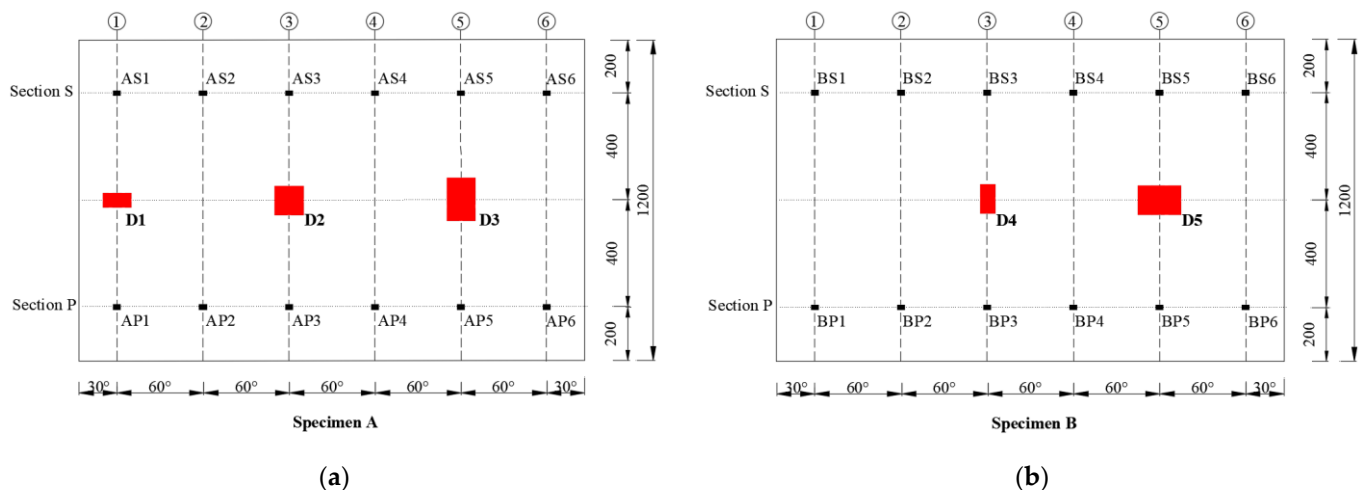 ① ② ③ ④ ⑤ ⑥
AS1 AS2 AS3 AS4 AS5 AS6
Section S
D1 D2 D3
Section P
AP1 AP2 AP3 AP4 AP5 AP6
200
400
400
200
1200
30° 60° 60° 60° 60° 60° 30°
Specimen A
(a)
① ② ③ ④ ⑤ ⑥
BS1 BS2 BS3 BS4 BS5 BS6
Section S
D4 D5
Section P
BP1 BP2 BP3 BP4 BP5 BP6
200
400
400
200
1200
30° 60° 60° 60° 60° 60° 30°
Specimen B
(b)